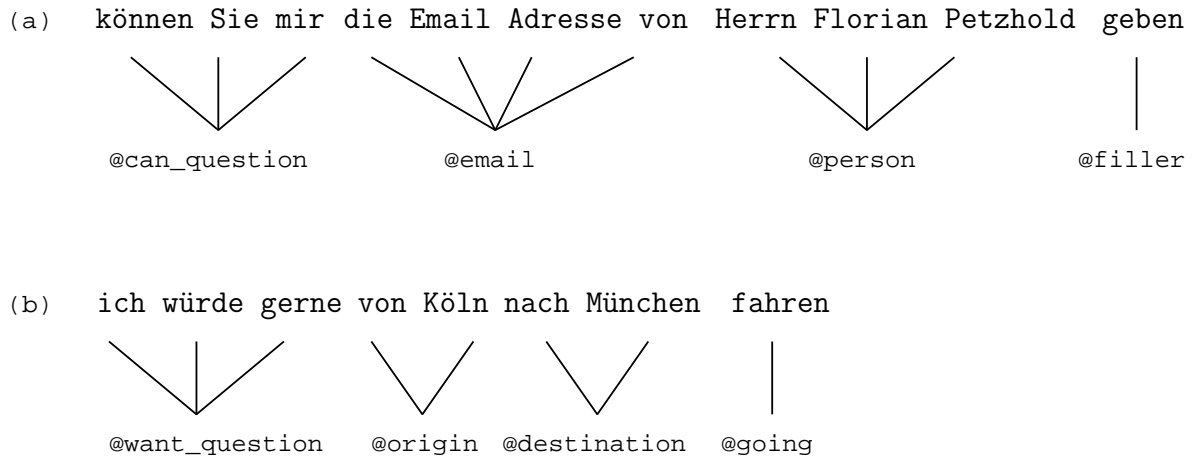 (a) können Sie mir die Email Adresse von Herrn Florian Petzhold geben
@can_question @email @person @filler
(b) ich würde gerne von Köln nach München fahren
@want_question @origin @destination @going